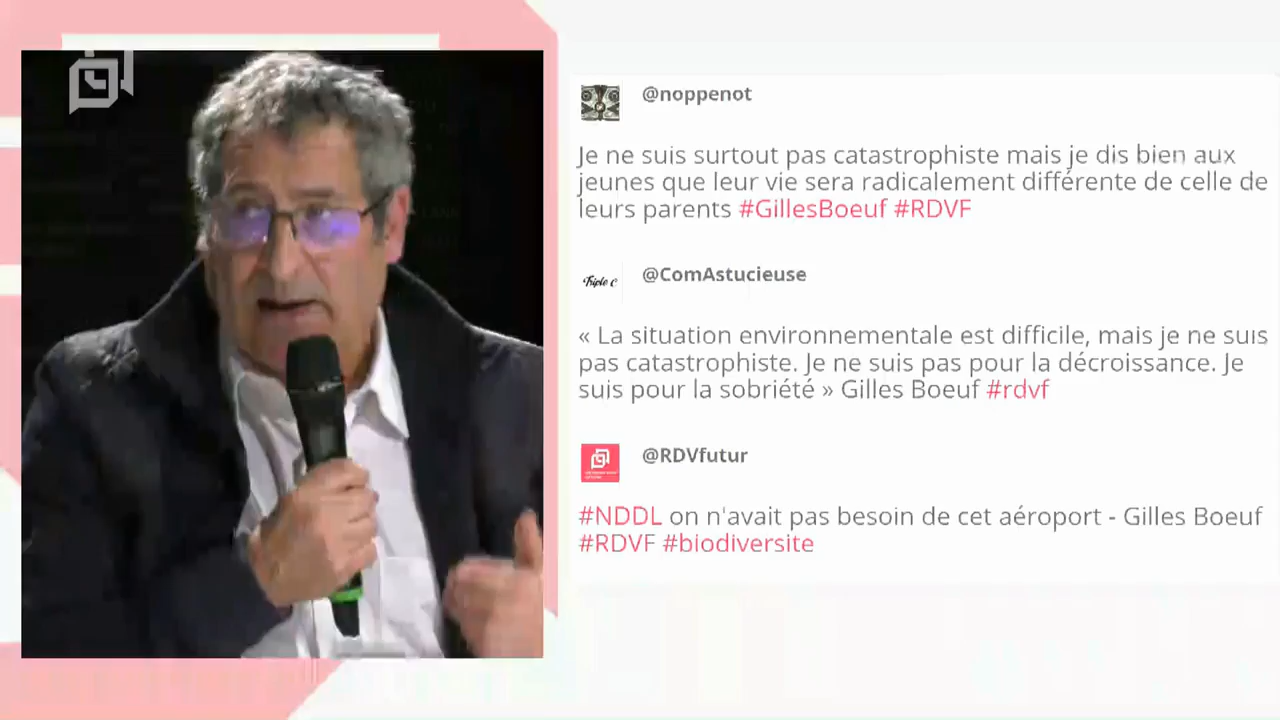 @noppenot
Je ne suis surtout pas catastrophiste mais je dis bien aux
jeunes que leur vie sera radicalement différente de celle de
leurs parents #GillesBoeuf #RDVF
Triple C
@ComAstucieuse
« La situation environnementale est difficile, mais je ne suis
pas catastrophiste. Je ne suis pas pour la décroissance. Je
suis pour la sobriété » Gilles Boeuf #rdvf
@RDVfutur
#NDDL on n'avait pas besoin de cet aéroport - Gilles Boeuf
#RDVF #biodiversite